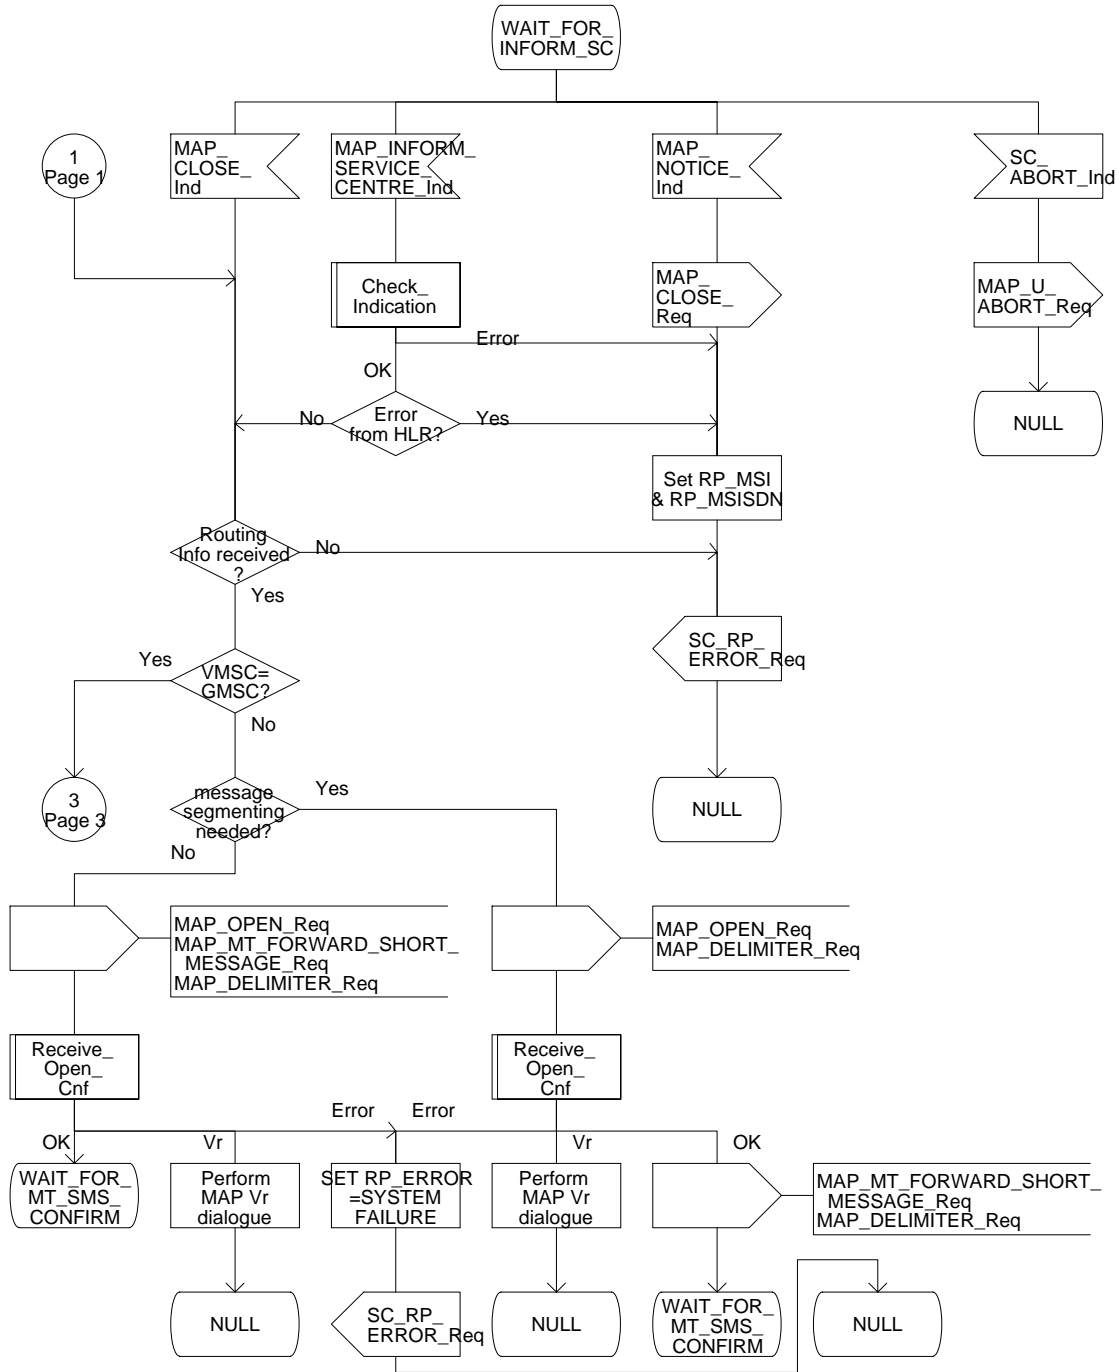 WAIT_FOR_
INFORM_SC
1
Page 1
MAP_
CLOSE_
Ind
MAP_INFORM_
SERVICE_
CENTRE_Ind
MAP_
NOTICE_
Ind
SC_
ABORT_Ind
Check_
Indication
MAP_
CLOSE_
Req
MAP_U_
ABORT_Req
Error
OK
No
Error
from HLR?
Yes
NULL
Set RP_MSI
& RP_MSISDN
Routing
Info received
?
No
Yes
SC_RP_
ERROR_Req
Yes
VMSC=
GMSC?
No
3
Page 3
message
segmenting
needed?
Yes
NULL
No
MAP_OPEN_Req
MAP_MT_FORWARD_SHORT_
MESSAGE_Req
MAP_DELIMITER_Req
MAP_OPEN_Req
MAP_DELIMITER_Req
Receive_
Open_
Cnf
Receive_
Open_
Cnf
Error
Error
OK
Vr
Vr
OK
WAIT_FOR_
MT_SMS_
CONFIRM
Perform
MAP Vr
dialogue
SET RP_ERROR
=SYSTEM
FAILURE
Perform
MAP Vr
dialogue
MAP_MT_FORWARD_SHORT_
MESSAGE_Req
MAP_DELIMITER_Req
NULL
SC_RP_
ERROR_Req
NULL
WAIT_FOR_
MT_SMS_
CONFIRM
NULL